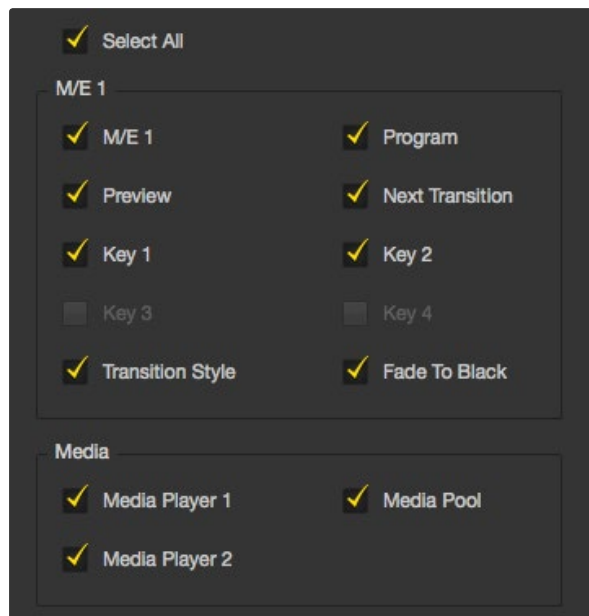 Select All
M/E 1
M/E 1 Program
Preview Next Transition
Key 1 Key 2
Key 3 Key 4
Transition Style Fade To Black
Media
Media Player 1 Media Pool
Media Player 2